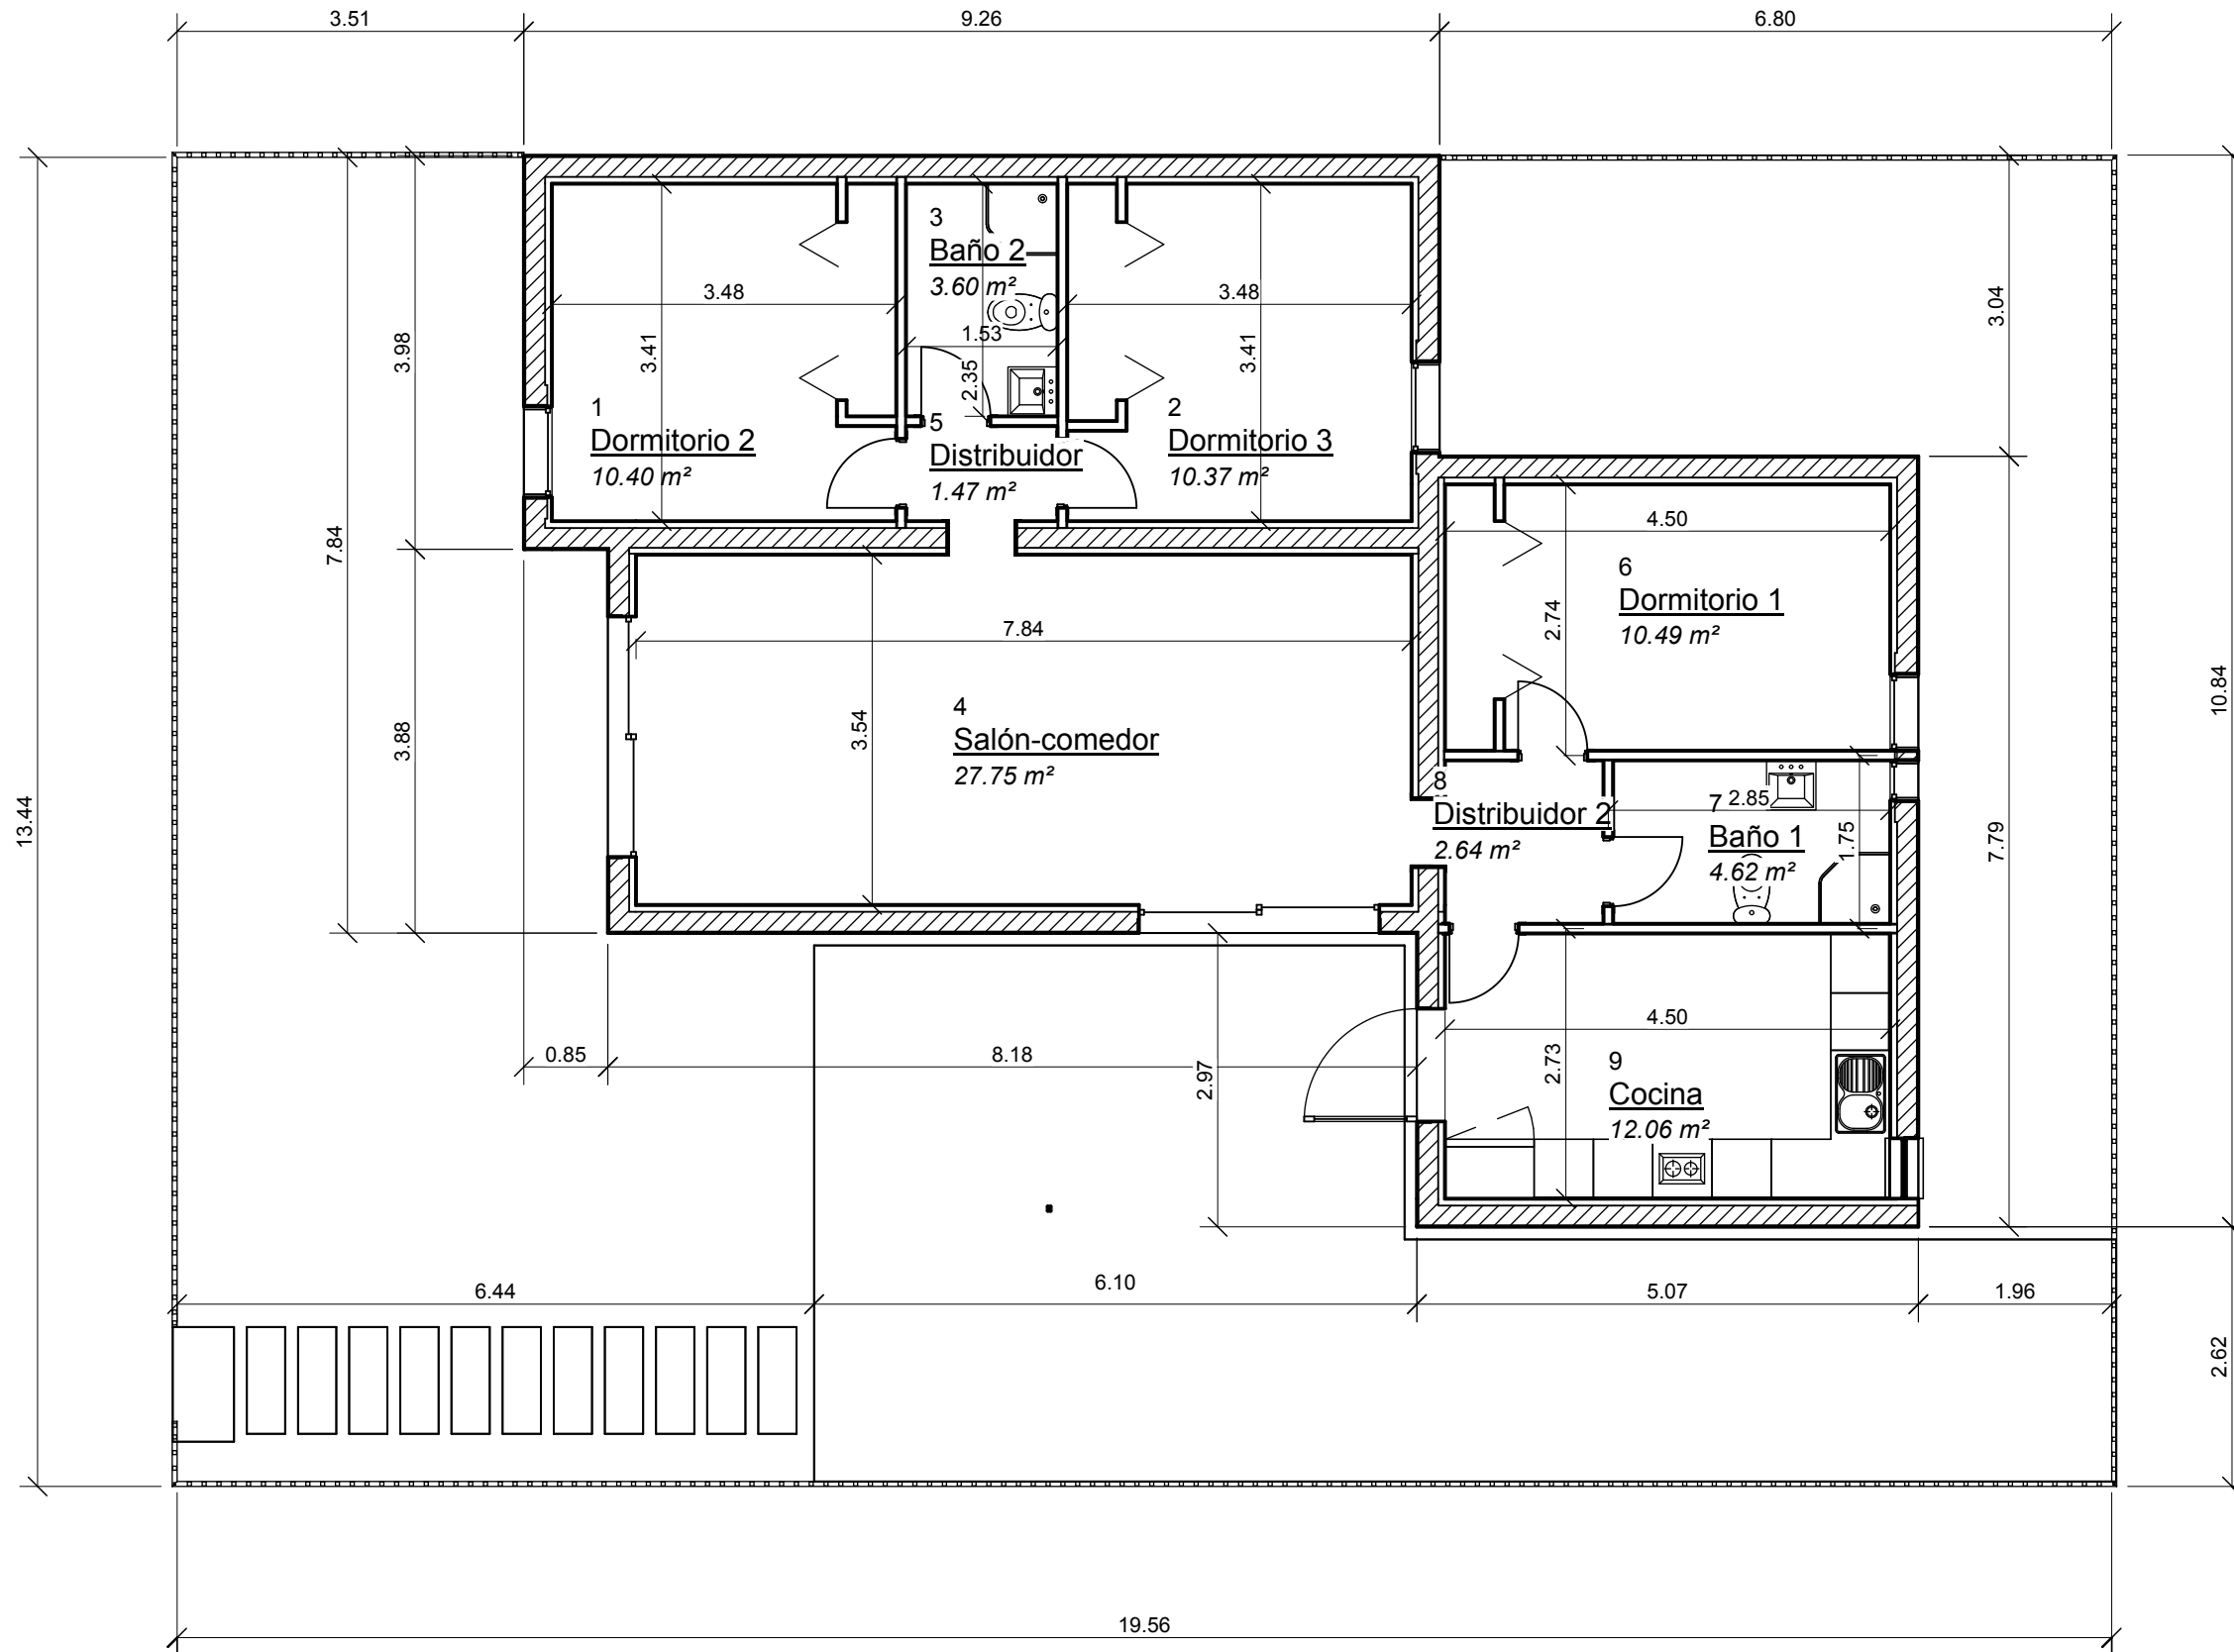 3.51
9.26
6.80
3
Baño 2
3.60 m²
3.48
3.48
3.04
1.53
3.98
3.41
3.41
2.35
1
Dormitorio 2
10.40 m²
5
Distribuidor
1.47 m²
2
Dormitorio 3
10.37 m²
7.84
4.50
6
Dormitorio 1
10.49 m²
2.74
7.84
10.84
3.88
3.54
4
Salón-comedor
27.75 m²
13.44
8
Distribuidor 2
2.64 m²
7
2.85
Baño 1
4.62 m²
1.75
7.79
4.50
0.85
8.18
2.97
2.73
9
Cocina
12.06 m²
6.44
6.10
5.07
1.96
2.62
19.56